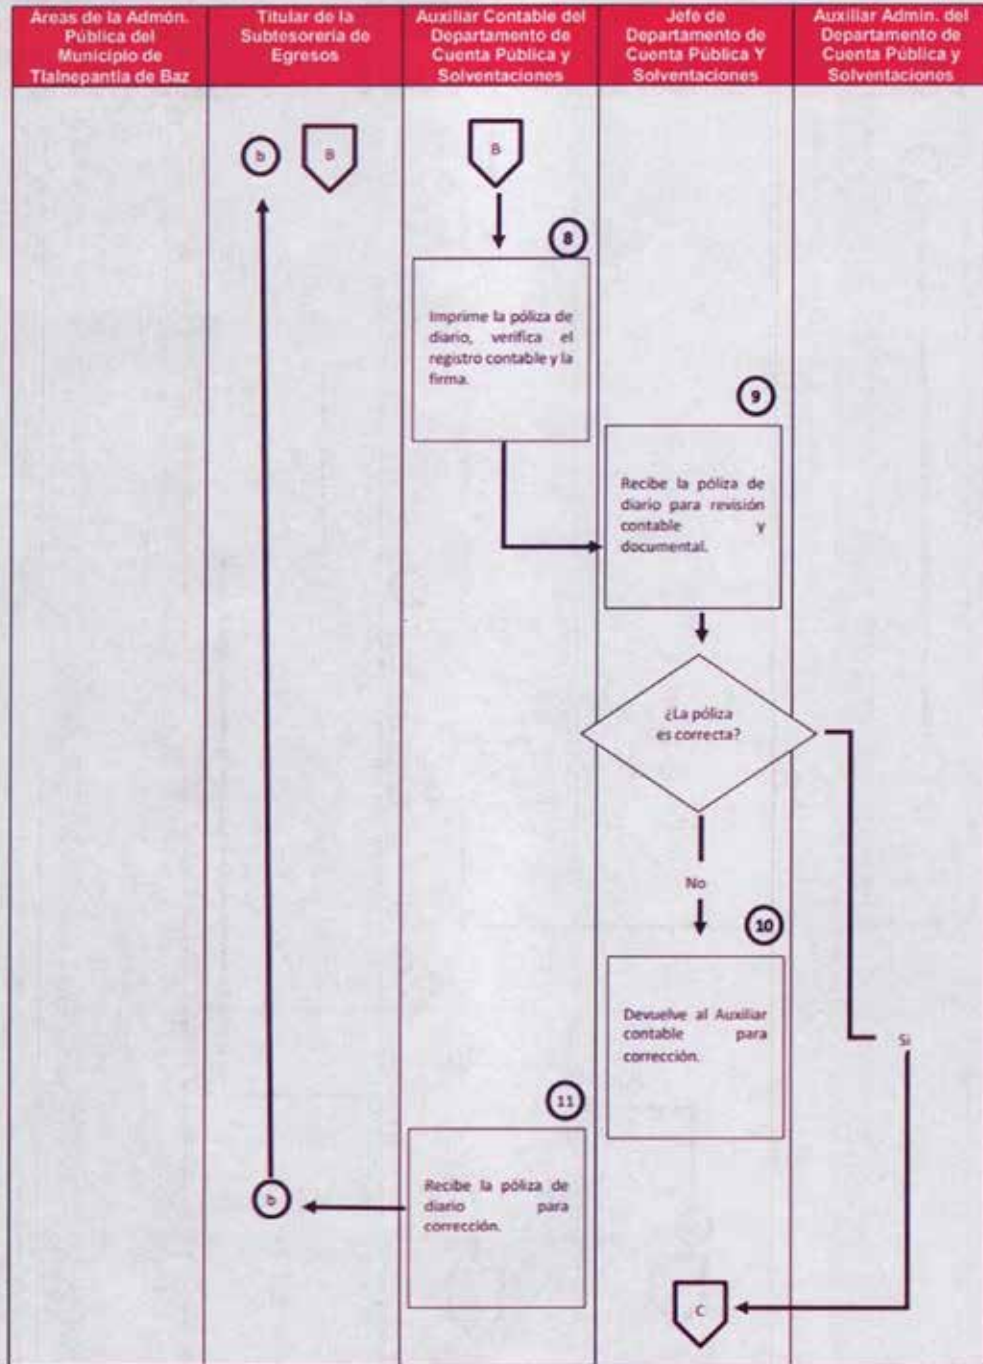 Áreas de la Admón.
Pública del
Municipio de
Tlalnepantla de Baz
Titular de la
Subtesorería de
Egresos
Auxiliar Contable del
Departamento de
Cuenta Pública y
Solventaciones
Jefe de
Departamento de
Cuenta Pública Y
Solventaciones
Auxiliar Admin. del
Departamento de
Cuenta Pública y
Solventaciones
b
B
B
8
Imprime la póliza de
diario, verifica el
registro contable y la
firma.
9
Recibe la póliza de
diario para revisión
contable y
documental.
¿La póliza
es correcta?
No
10
Devuelve al Auxiliar
contable para
corrección.
Si
11
Recibe la póliza de
diario para
corrección.
b
C